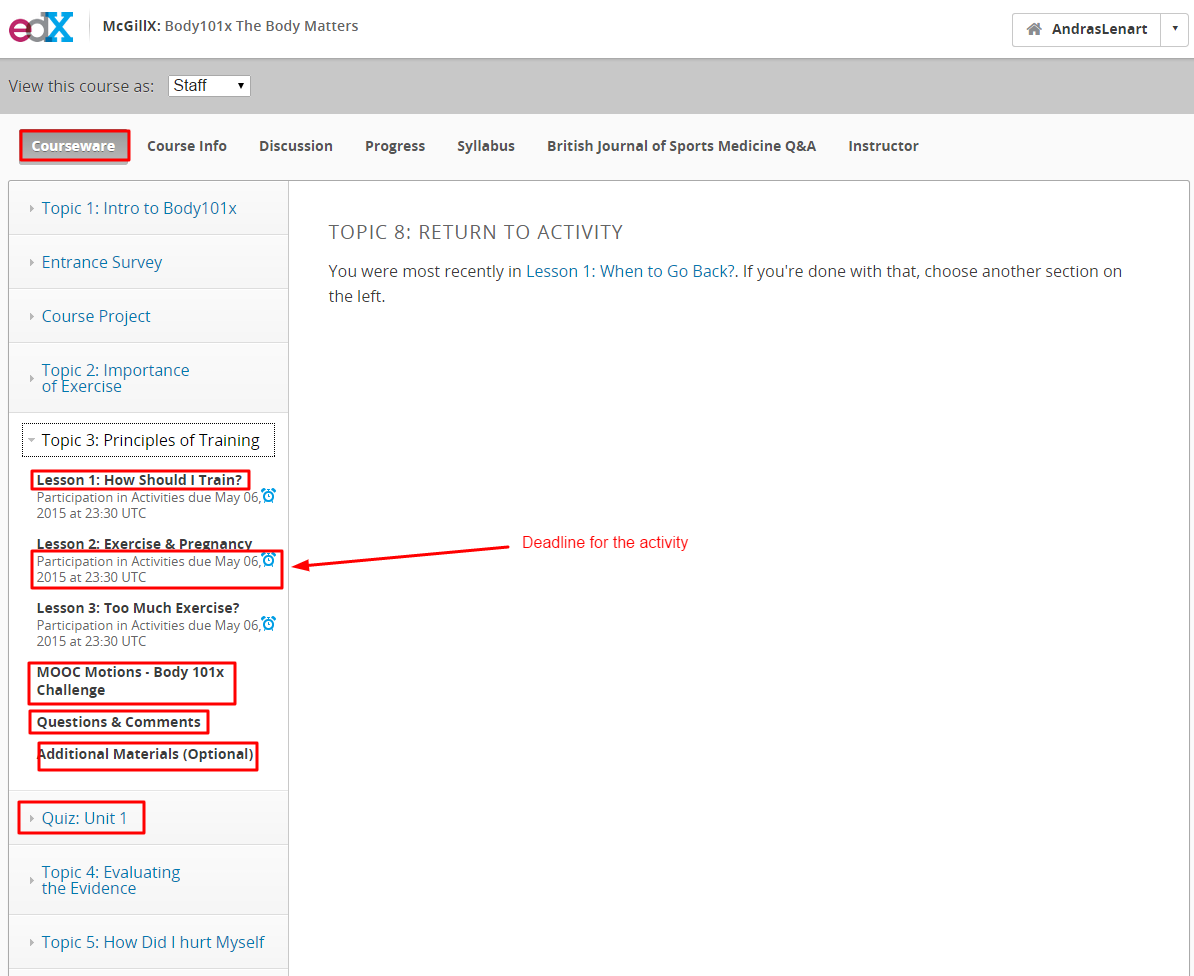 edX
McGillX: Body101x The Body Matters
AndrasLenart
View this course as: Staff
Courseware
Course Info
Discussion
Progress
Syllabus
British Journal of Sports Medicine Q&A
Instructor
Topic 1: Intro to Body101x
Entrance Survey
Course Project
Topic 2: Importance
of Exercise
Topic 3: Principles of Training
Lesson 1: How Should I Train?
Participation in Activities due May 06,
2015 at 23:30 UTC
Lesson 2: Exercise & Pregnancy
Participation in Activities due May 06,
2015 at 23:30 UTC
Lesson 3: Too Much Exercise?
Participation in Activities due May 06,
2015 at 23:30 UTC
MOOC Motions - Body 101x
Challenge
Questions & Comments
Additional Materials (Optional)
Quiz: Unit 1
Topic 4: Evaluating
the Evidence
Topic 5: How Did I hurt Myself
TOPIC 8: RETURN TO ACTIVITY
You were most recently in Lesson 1: When to Go Back?. If you're done with that, choose another section on
the left.
Deadline for the activity